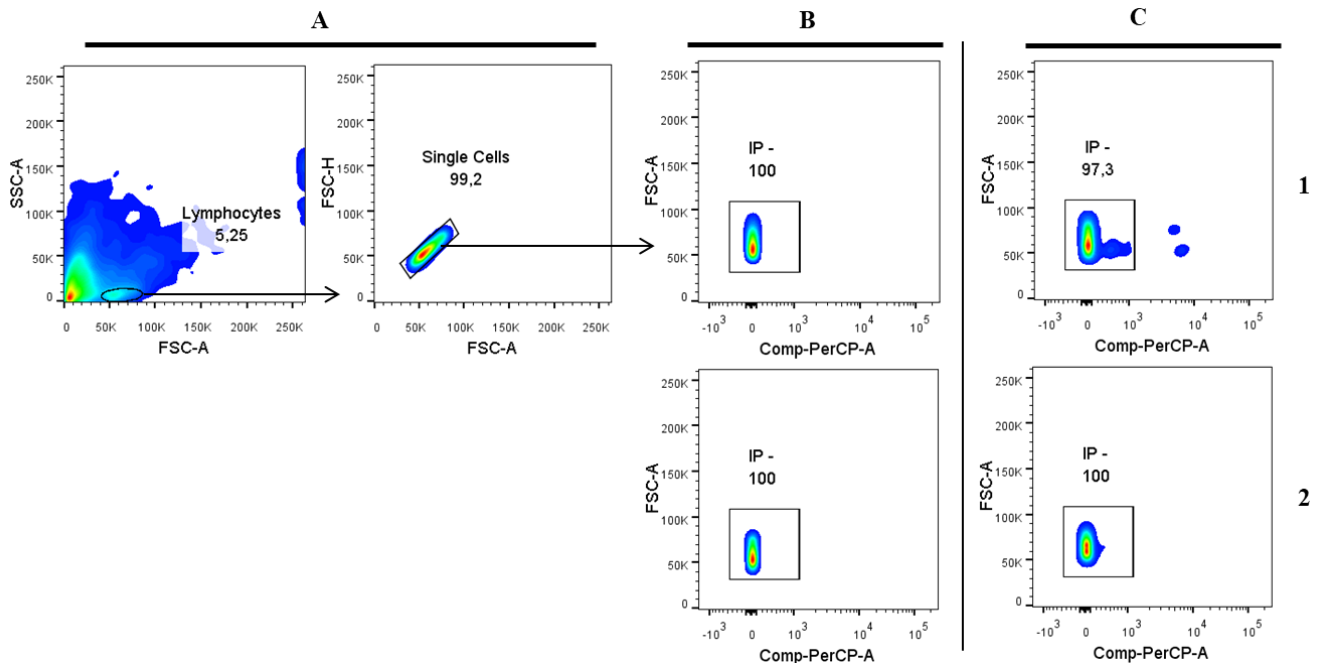 A
B
C
250K
200K
150K
100K
50K
0
SSC-A
Lymphocytes
5,25
0 50K 100K 150K 200K 250K
FSC-A
250K
200K
150K
100K
50K
0
FSC-H
Single Cells
99,2
0 50K 100K 150K 200K 250K
FSC-A
250K
200K
150K
100K
50K
0
FSC-A
IP -
100
-10³ 0 10³ 10⁴ 10⁵
Comp-PerCP-A
250K
200K
150K
100K
50K
0
FSC-A
IP -
97,3
-10³ 0 10³ 10⁴ 10⁵
Comp-PerCP-A
1
250K
200K
150K
100K
50K
0
FSC-A
IP -
100
-10³ 0 10³ 10⁴ 10⁵
Comp-PerCP-A
250K
200K
150K
100K
50K
0
FSC-A
IP -
100
-10³ 0 10³ 10⁴ 10⁵
Comp-PerCP-A
2